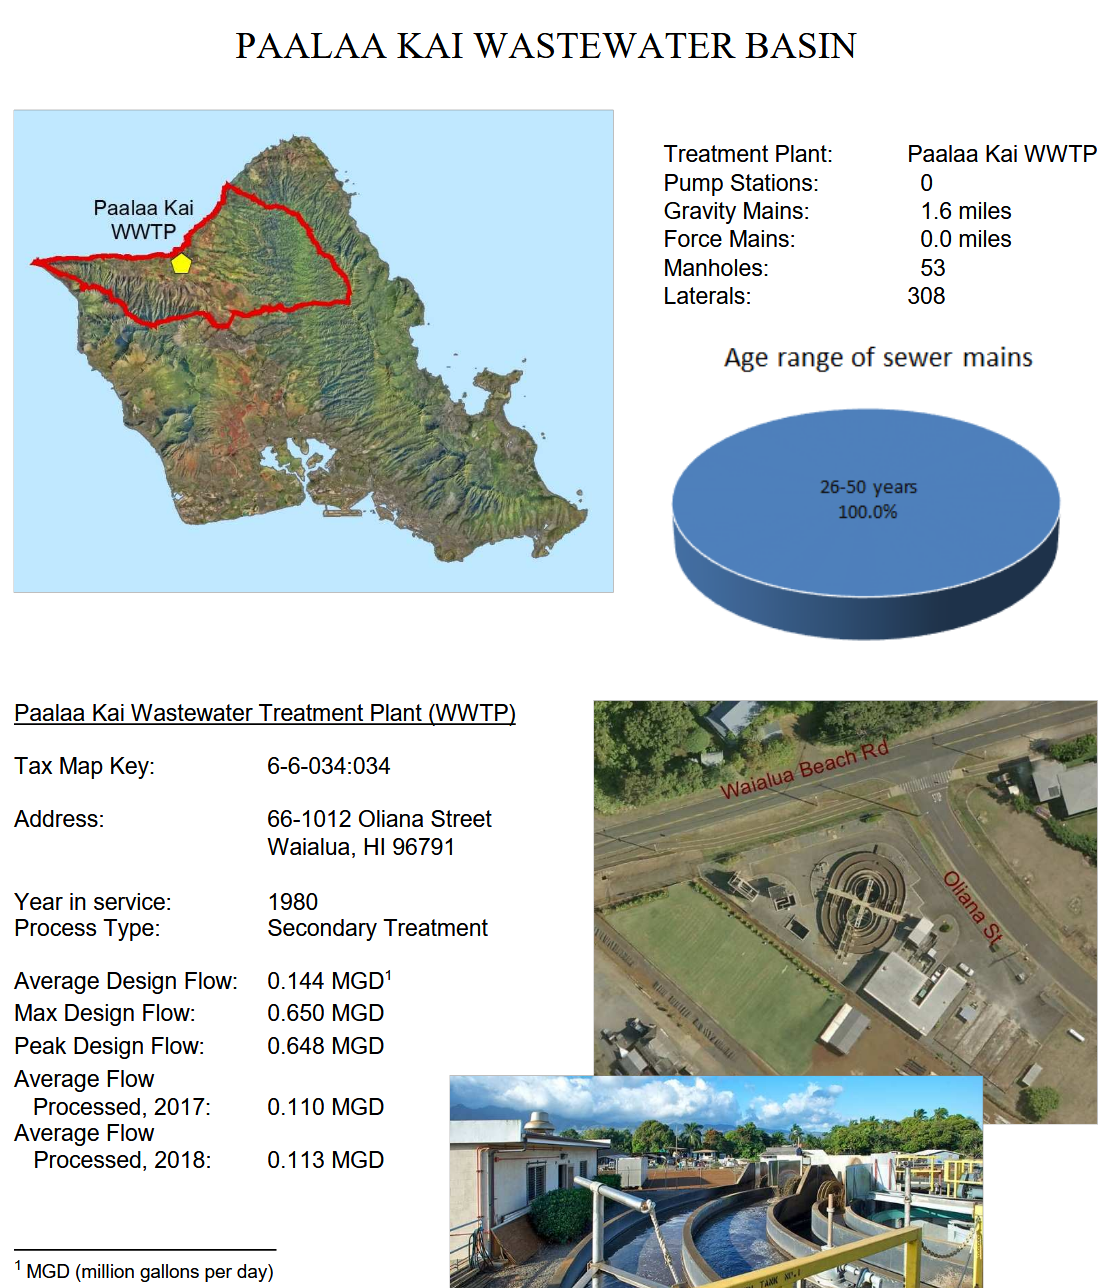 PAALAA KAI WASTEWATER BASIN
Paalaa Kai
WWTP
Treatment Plant: Paalaa Kai WWTP
Pump Stations: 0
Gravity Mains: 1.6 miles
Force Mains: 0.0 miles
Manholes: 53
Laterals: 308
Age range of sewer mains
26-50 years
100.0%
Paalaa Kai Wastewater Treatment Plant (WWTP)
Tax Map Key: 6-6-034:034
Address: 66-1012 Oliana Street
Waialua, HI 96791
Year in service: 1980
Process Type: Secondary Treatment
Average Design Flow: 0.144 MGD¹
Max Design Flow: 0.650 MGD
Peak Design Flow: 0.648 MGD
Average Flow
Processed, 2017: 0.110 MGD
Average Flow
Processed, 2018: 0.113 MGD
Waialua Beach Rd
Oliana St
TANK NO.1
¹ MGD (million gallons per day)